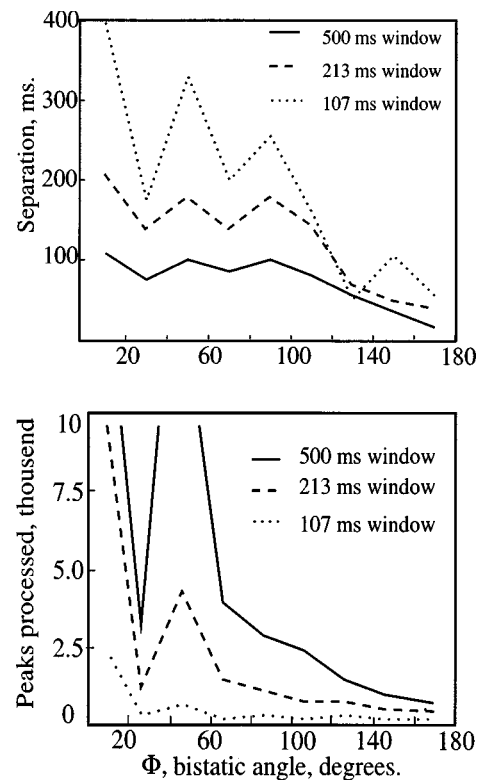 400
300
200
100
Separation, ms.
500 ms window
213 ms window
107 ms window
20 60 100 140 180
10
7.5
5.0
2.5
0
Peaks processed, thousend
500 ms window
213 ms window
107 ms window
20 60 100 140 180
Φ, bistatic angle, degrees.